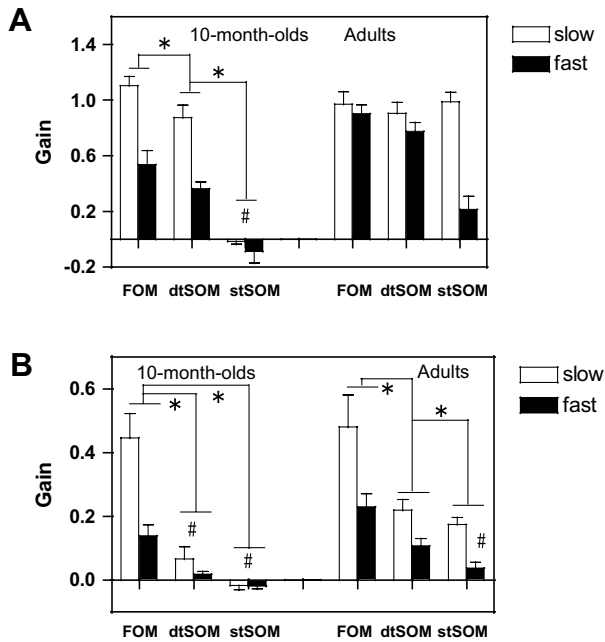 A
10-month-olds Adults
* *
#
Gain
1.4
1.0
0.6
0.2
-0.2
FOM dtSOM stSOM FOM dtSOM stSOM
slow
fast
B
10-month-olds Adults
* * * *
# # #
Gain
0.6
0.4
0.2
0.0
FOM dtSOM stSOM FOM dtSOM stSOM
slow
fast